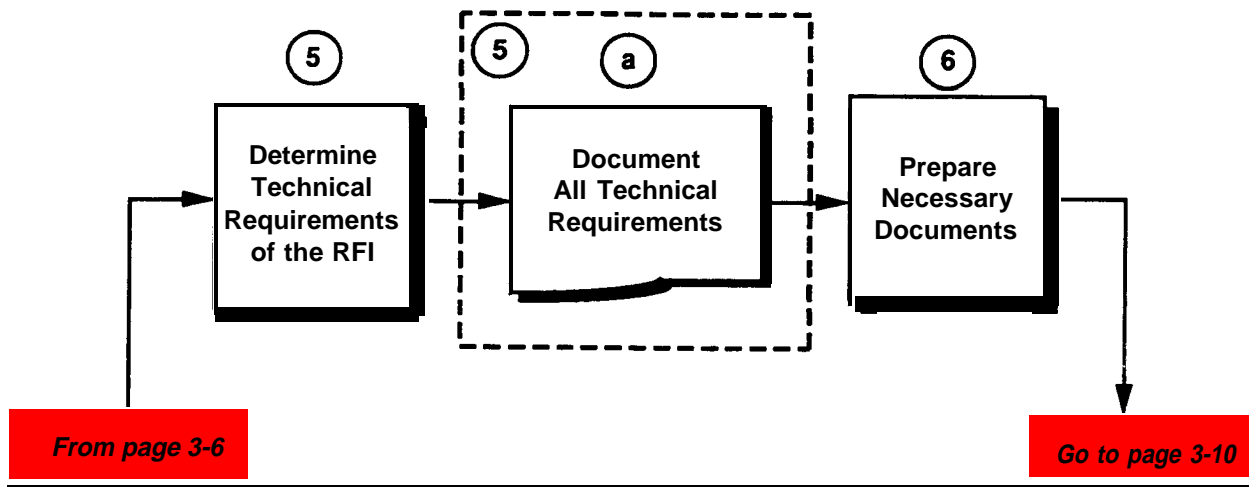 5
5
a
6
Determine
Technical
Requirements
of the RFI
Document
All Technical
Requirements
Prepare
Necessary
Documents
From page 3-6
Go to page 3-10